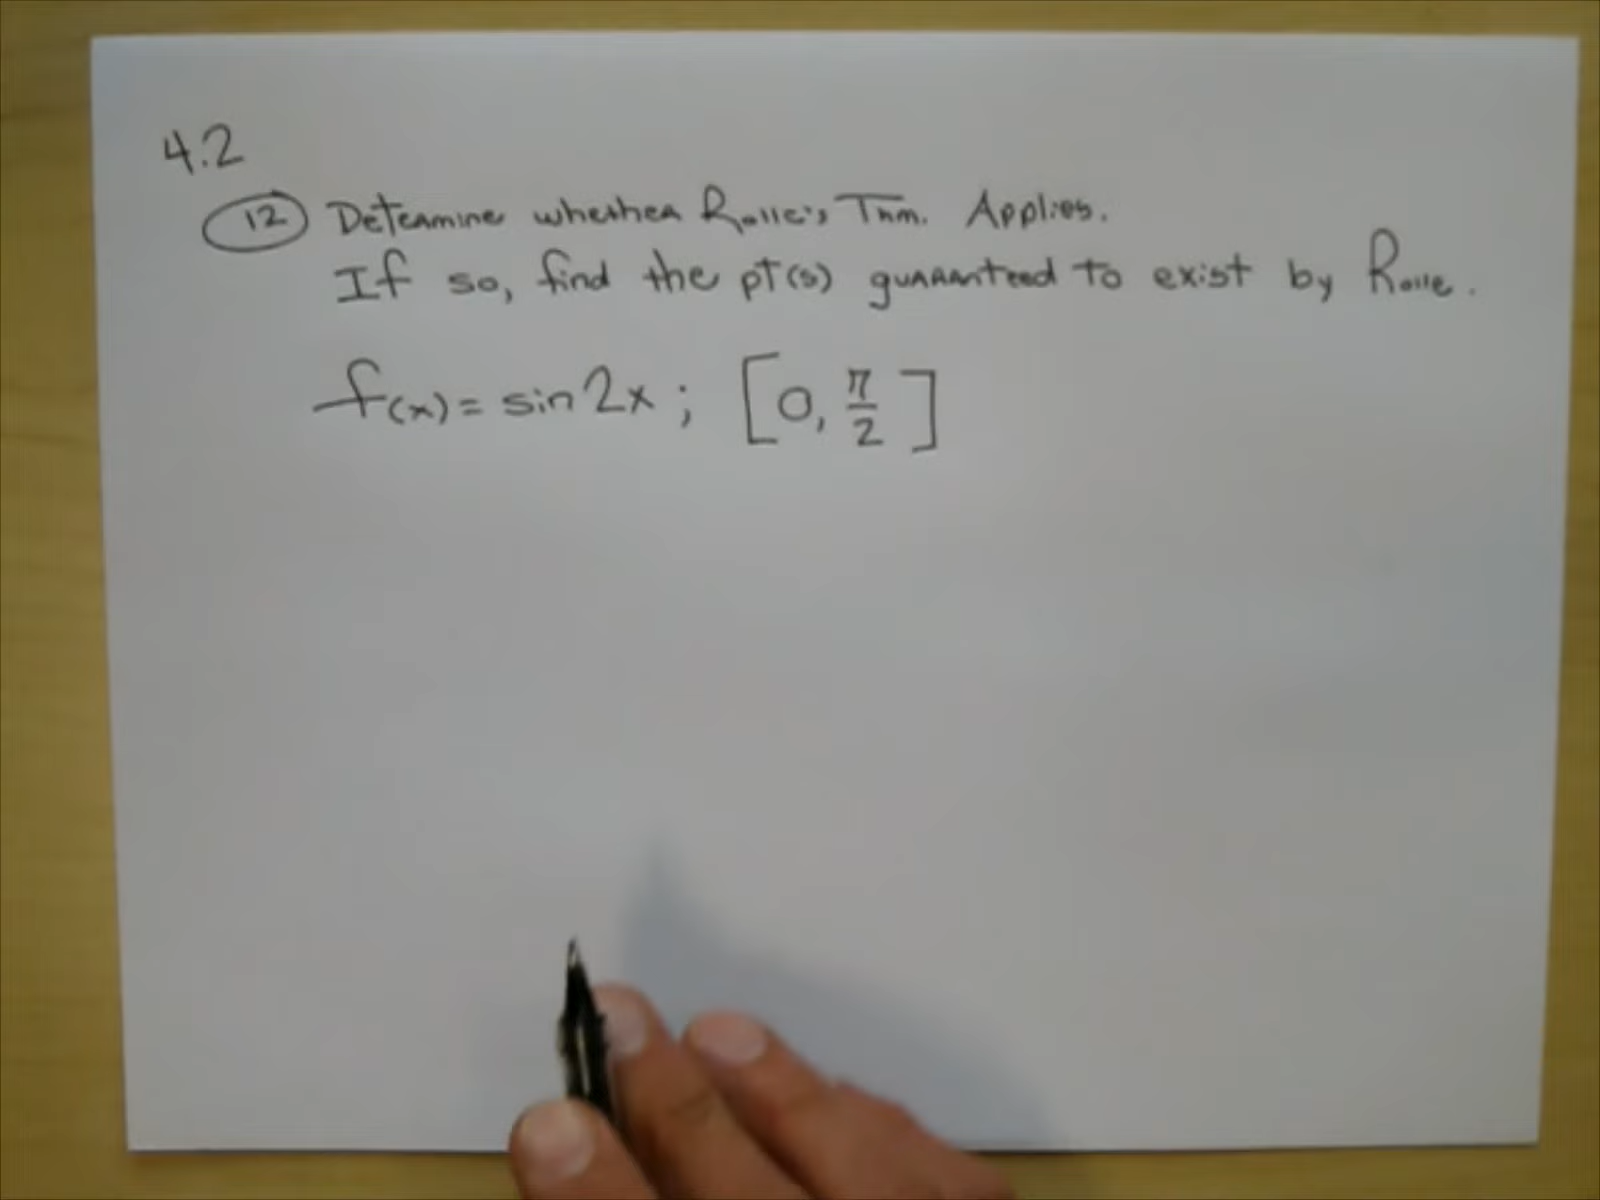 4.2
12 Determine whether Rolle's Thm. Applies.
If so, find the pt(s) guaranteed to exist by Rolle.
f(x) = sin 2x ; [0, π/2]